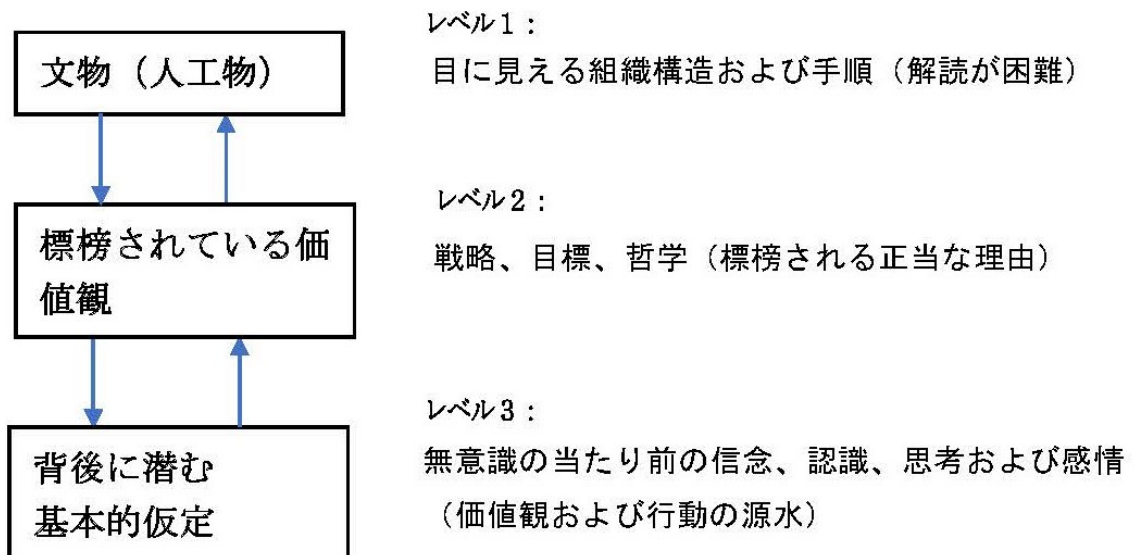 レベル1：
文物（人工物）
目に見える組織構造および手順（解読が困難）
レベル2：
標榜されている価
値観
戦略、目標、哲学（標榜される正当な理由）
レベル3：
背後に潜む
基本的仮定
無意識の当たり前の信念、認識、思考および感情
（価値観および行動の源水）